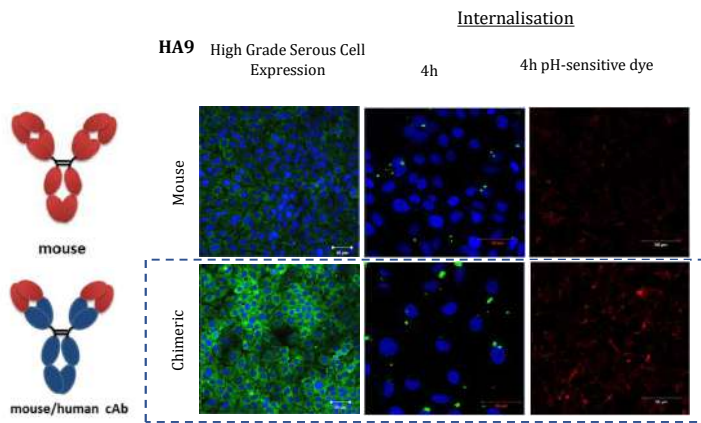 Internalisation
HA9
High Grade Serous Cell
Expression
4h
4h pH-sensitive dye
Mouse
mouse
Chimeric
mouse/human cAb